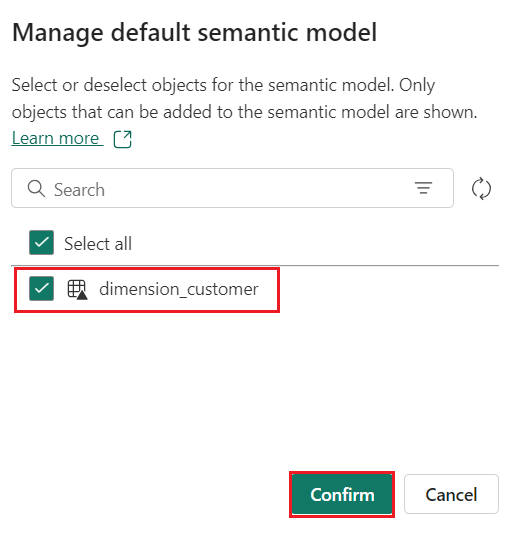 Manage default semantic model
Select or deselect objects for the semantic model. Only
objects that can be added to the semantic model are shown.
Learn more
Search
Select all
dimension_customer
Confirm
Cancel